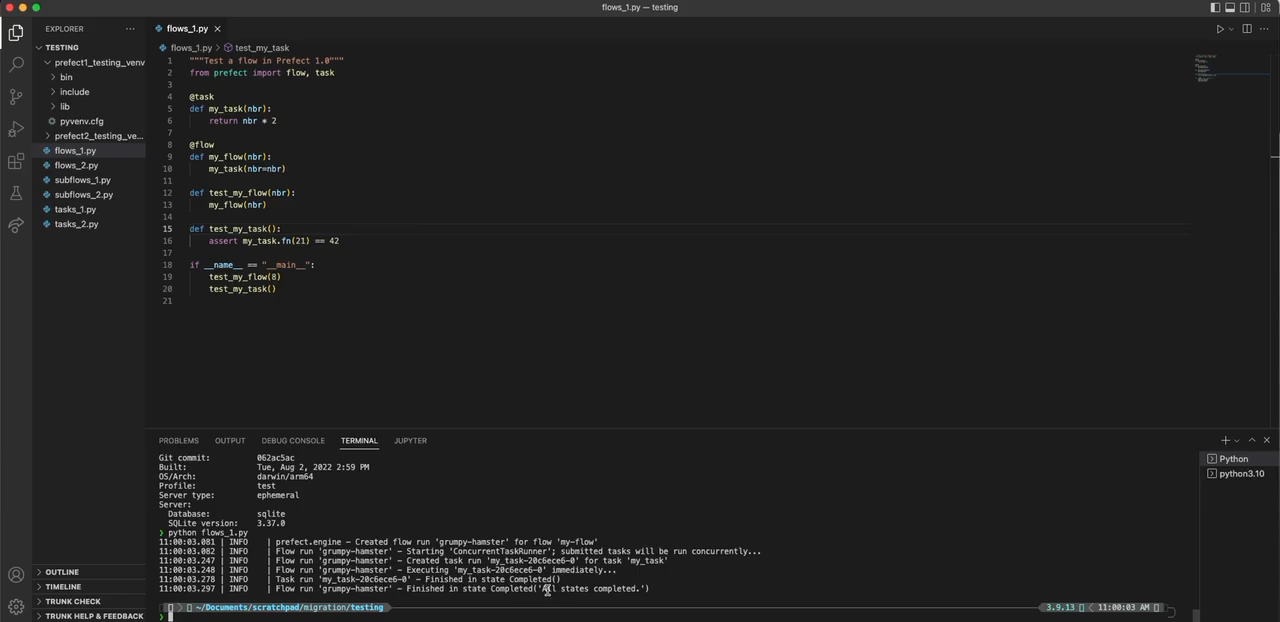 flows_1.py — testing
EXPLORER
TESTING
prefect1_testing_venv
bin
include
lib
pyvenv.cfg
prefect2_testing_ve...
flows_1.py
flows_2.py
subflows_1.py
subflows_2.py
tasks_1.py
tasks_2.py
OUTLINE
TIMELINE
TRUNK CHECK
TRUNK HELP & FEEDBACK
flows_1.py
flows_1.py > test_my_task
1 """Test a flow in Prefect 1.0"""
2 from prefect import flow, task
3
4 @task
5 def my_task(nbr):
6 return nbr * 2
7
8 @flow
9 def my_flow(nbr):
10 my_task(nbr=nbr)
11
12 def test_my_flow(nbr):
13 my_flow(nbr)
14
15 def test_my_task():
16 assert my_task.fn(21) == 42
17
18 if __name__ == "__main__":
19 test_my_flow(8)
20 test_my_task()
21
PROBLEMS OUTPUT DEBUG CONSOLE TERMINAL JUPYTER
Git commit: 062ac5ac
Built: Tue, Aug 2, 2022 2:59 PM
OS/Arch: darwin/arm64
Profile: test
Server type: ephemeral
Server:
Database: sqlite
SQLite version: 3.37.0
❯ python flows_1.py
11:00:03.081 | INFO | prefect.engine - Created flow run 'grumpy-hamster' for flow 'my-flow'
11:00:03.082 | INFO | Flow run 'grumpy-hamster' - Starting 'ConcurrentTaskRunner'; submitted tasks will be run concurrently...
11:00:03.247 | INFO | Flow run 'grumpy-hamster' - Created task run 'my_task-20c6ece6-0' for task 'my_task'
11:00:03.248 | INFO | Flow run 'grumpy-hamster' - Executing 'my_task-20c6ece6-0' immediately...
11:00:03.278 | INFO | Task run 'my_task-20c6ece6-0' - Finished in state Completed()
11:00:03.297 | INFO | Flow run 'grumpy-hamster' - Finished in state Completed('All states completed.')
~/Documents/scratchpad/migration/testing 3.9.13 11:00:03 AM
❯
Python
python3.10